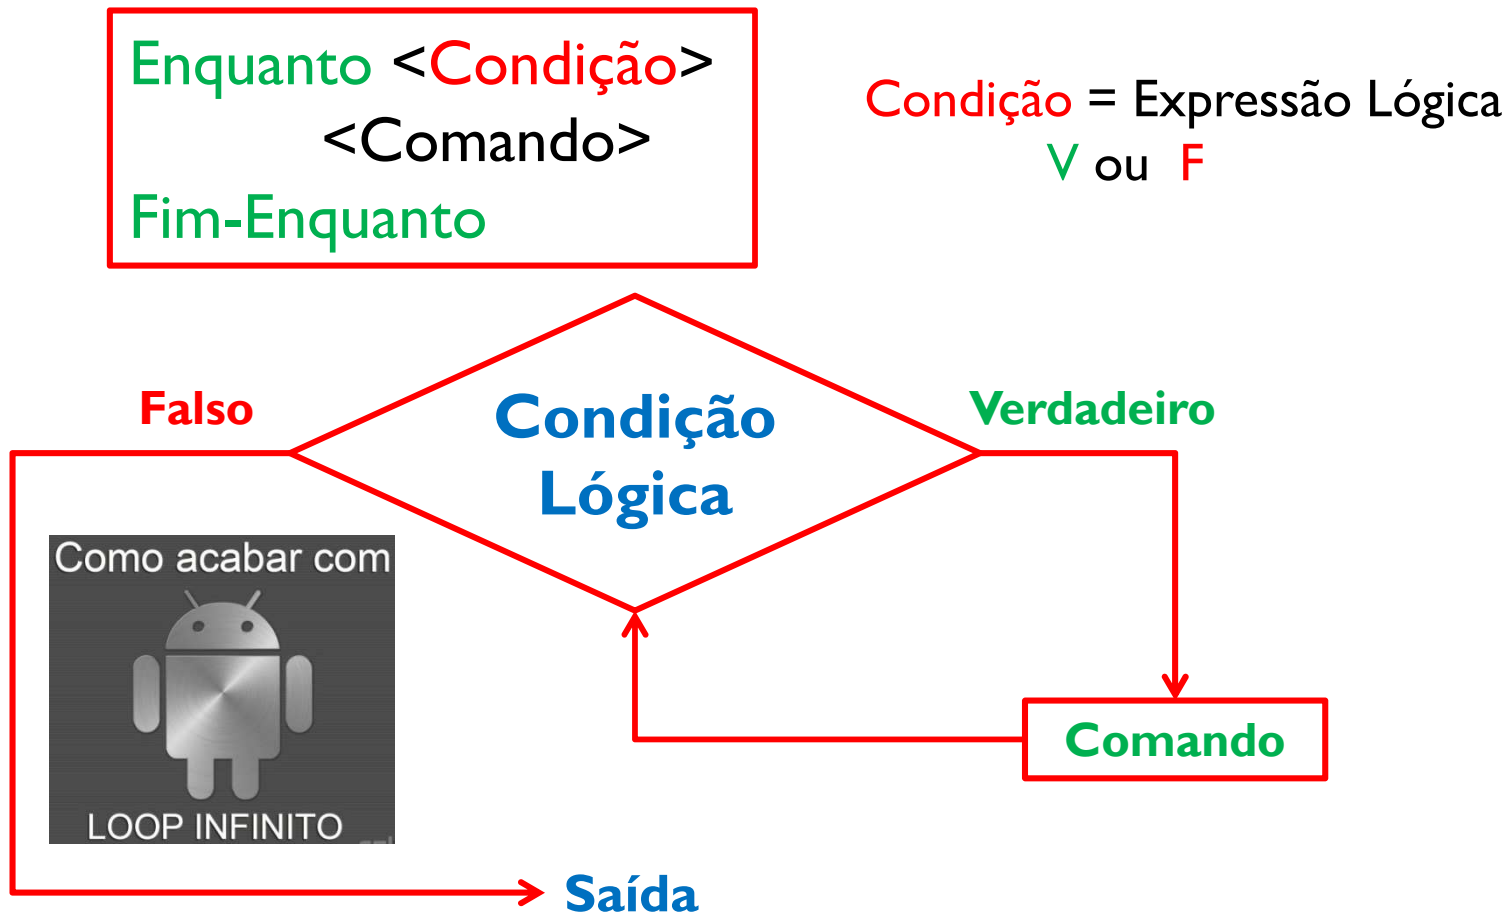 Enquanto <Condição>
<Comando>
Fim-Enquanto
Condição = Expressão Lógica
V ou F
Falso
Condição
Lógica
Verdadeiro
Como acabar com
LOOP INFINITO
Comando
Saída